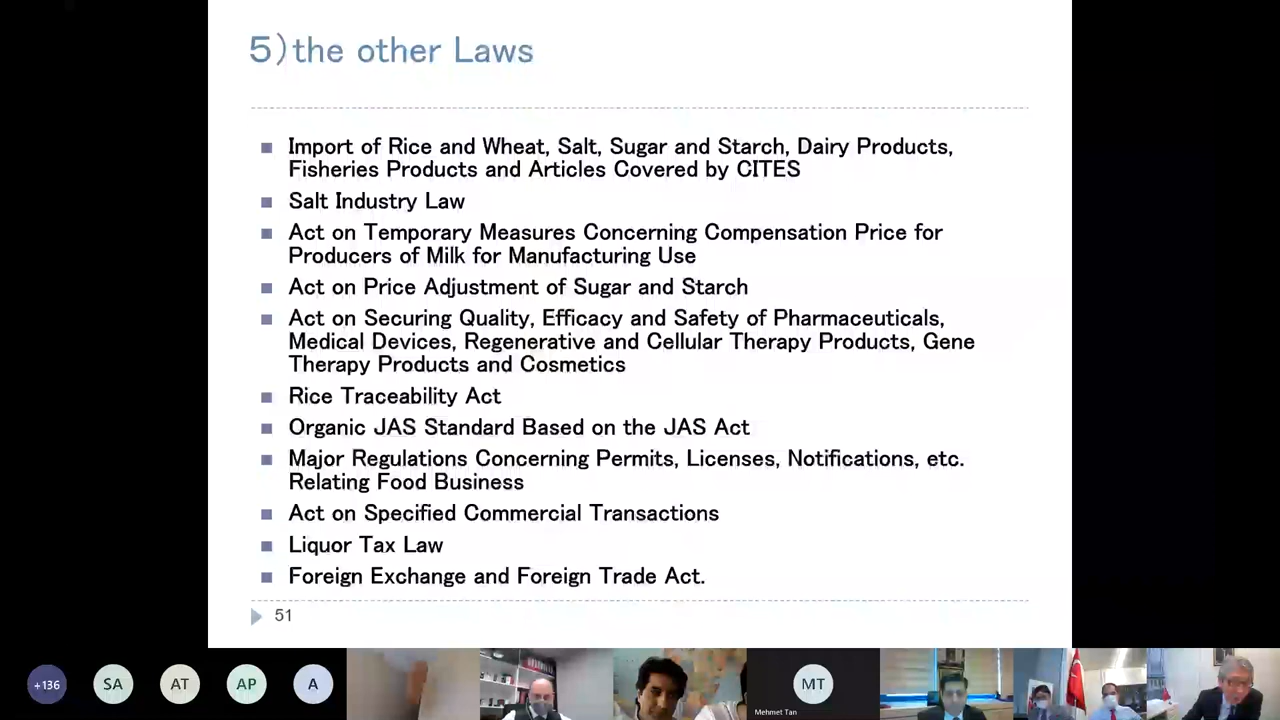 5)the other Laws
Import of Rice and Wheat, Salt, Sugar and Starch, Dairy Products,
Fisheries Products and Articles Covered by CITES
Salt Industry Law
Act on Temporary Measures Concerning Compensation Price for
Producers of Milk for Manufacturing Use
Act on Price Adjustment of Sugar and Starch
Act on Securing Quality, Efficacy and Safety of Pharmaceuticals,
Medical Devices, Regenerative and Cellular Therapy Products, Gene
Therapy Products and Cosmetics
Rice Traceability Act
Organic JAS Standard Based on the JAS Act
Major Regulations Concerning Permits, Licenses, Notifications, etc.
Relating Food Business
Act on Specified Commercial Transactions
Liquor Tax Law
Foreign Exchange and Foreign Trade Act.
51
+136
SA
AT
AP
A
MT
Mehmet Tan